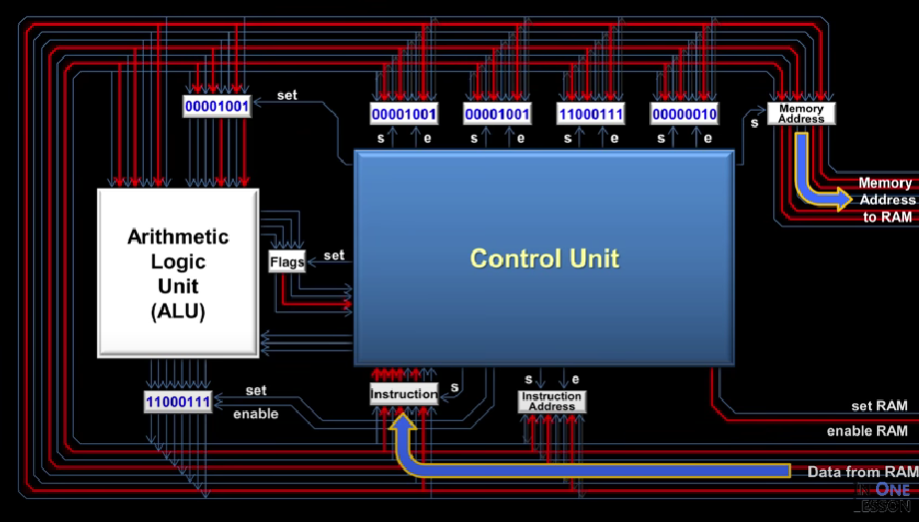 00001001
set
00001001
00001001
11000111
00000010
Memory
Address
s e
s e
s e
s e
s
Memory
Address
to RAM
Arithmetic
Logic
Unit
(ALU)
Flags
set
Control Unit
11000111
set
enable
Instruction
s
s e
Instruction
Address
set RAM
enable RAM
Data from RAM
IN ONE
LESSON